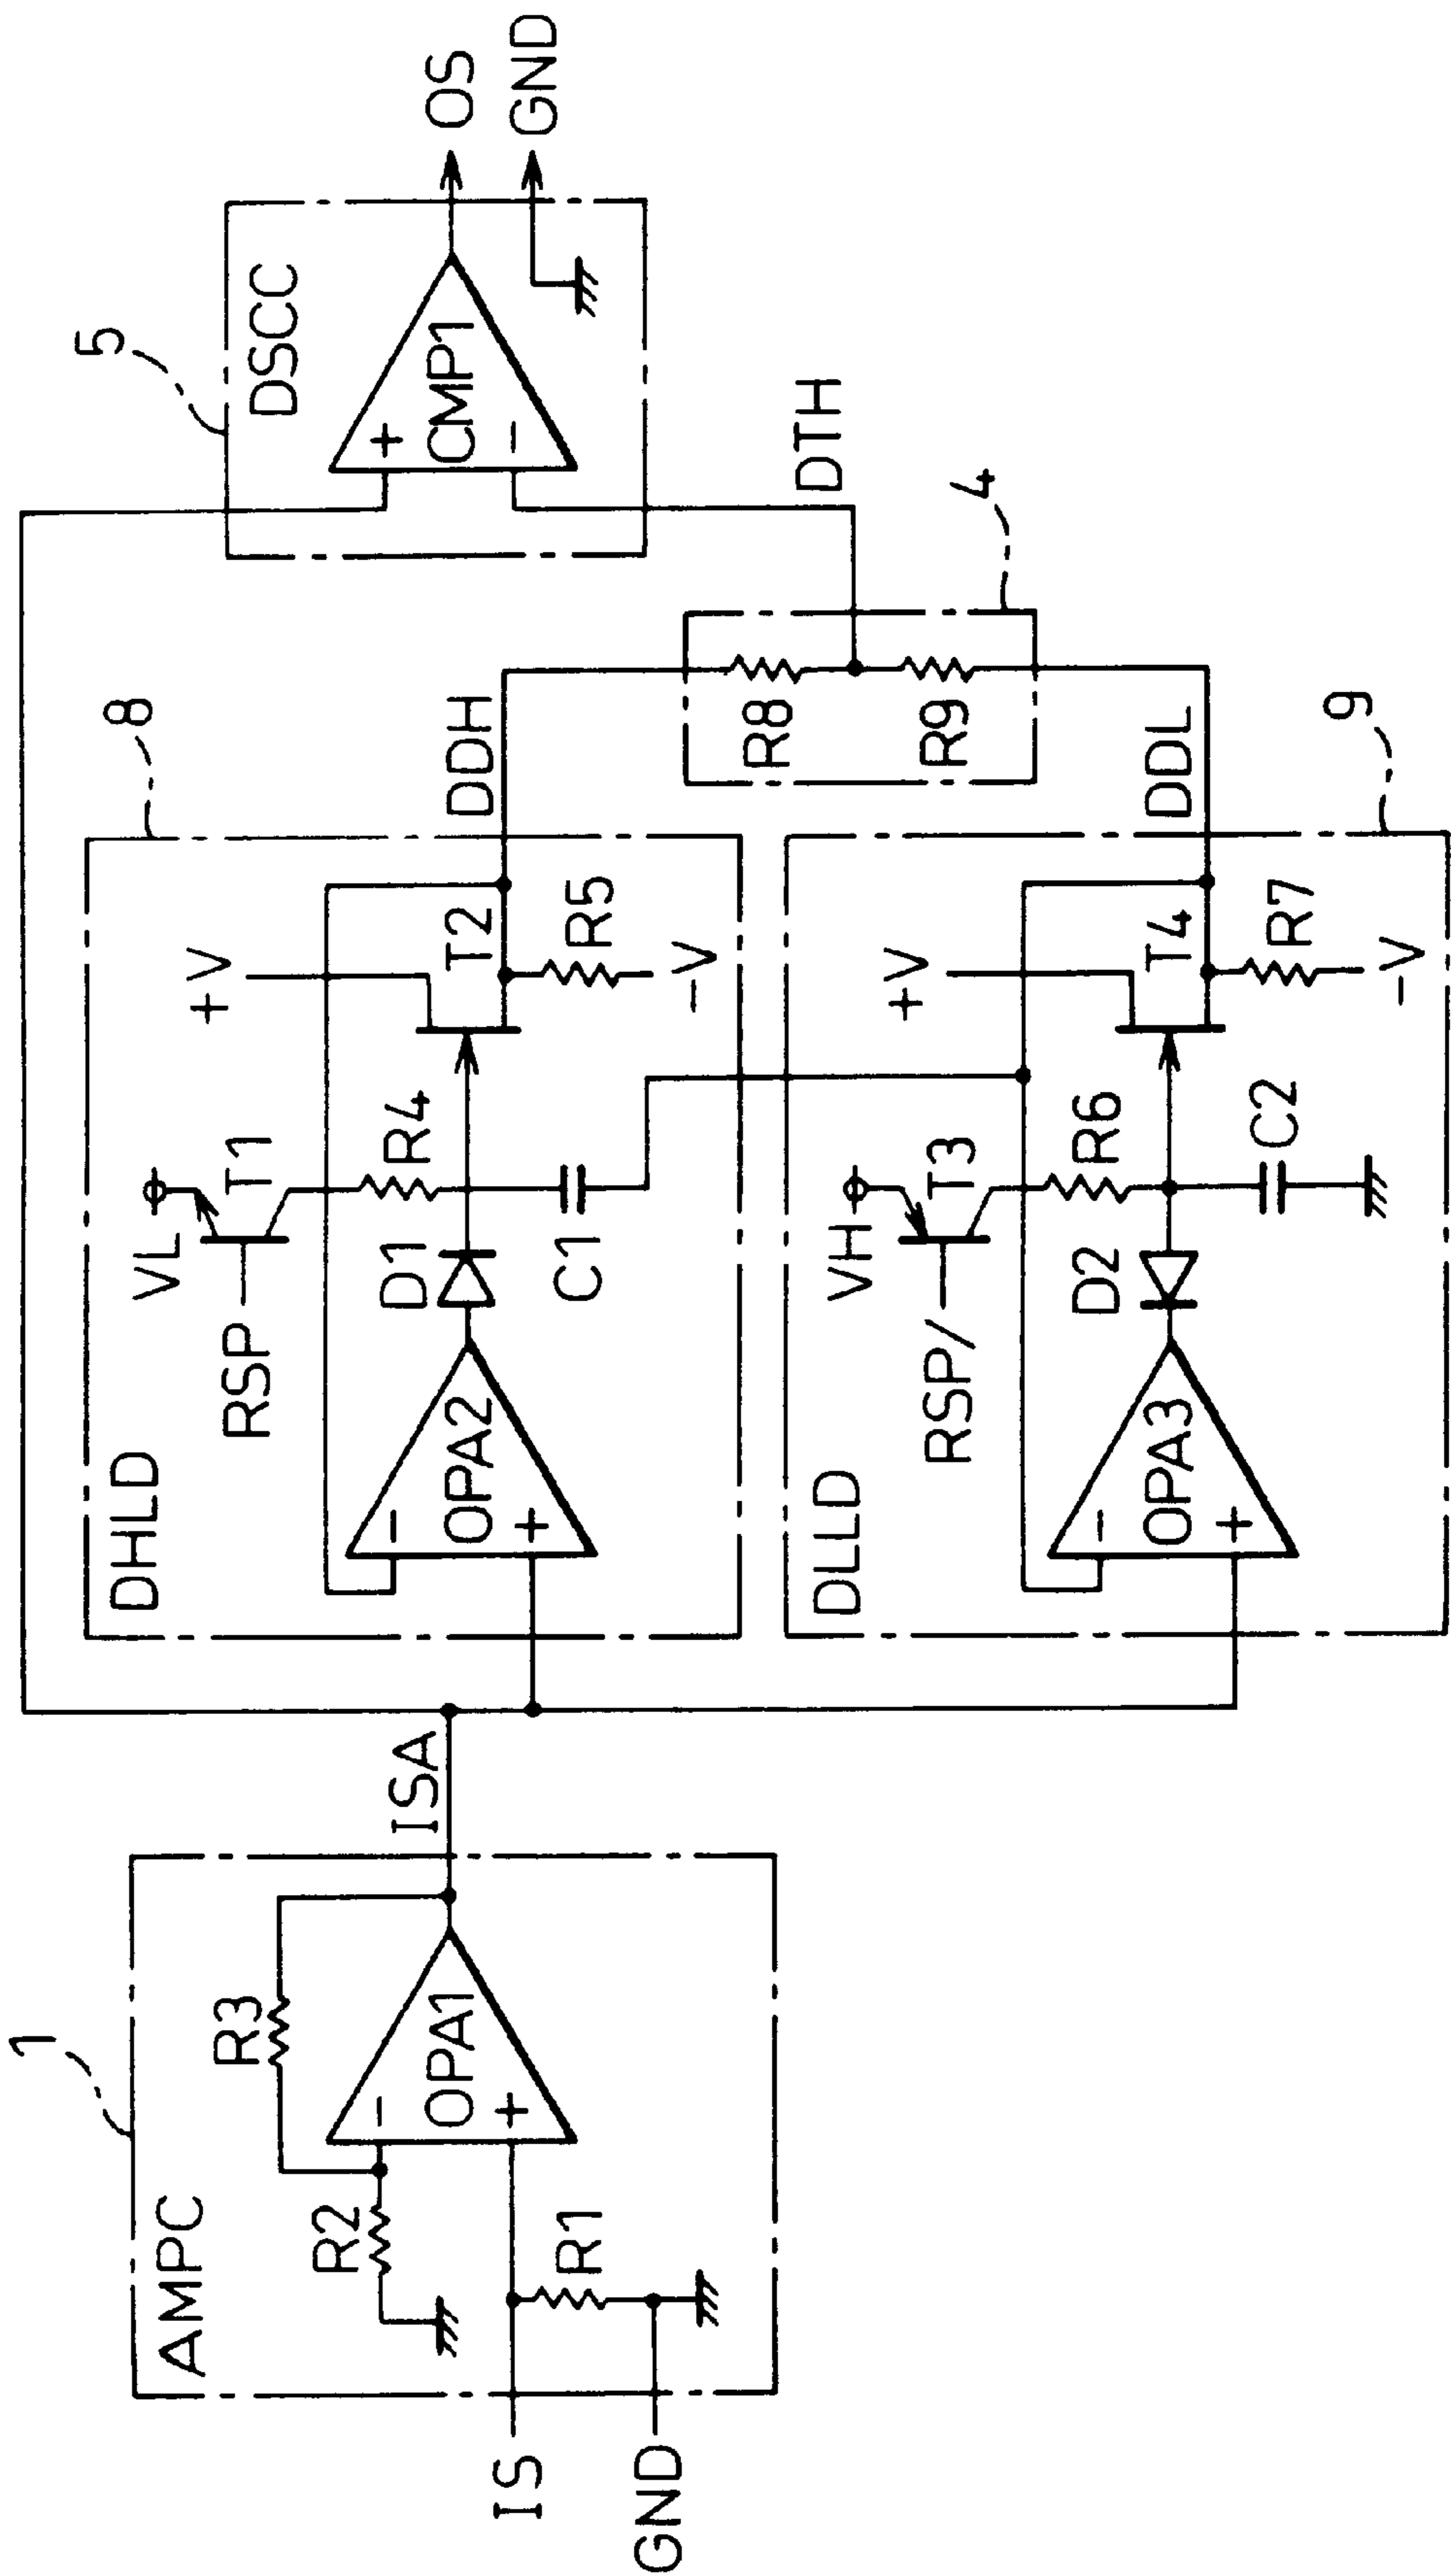 1
AMPC
R3
R2
OPA1
−
+
R1
IS
GND
ISA
8
DHLD
RSP
VL
T1
+V
R4
D1
OPA2
−
+
C1
T2
R5
−V
DDH
9
DLLD
RSP/
VH
T3
+V
R6
D2
OPA3
−
+
C2
T4
R7
−V
DDL
4
R8
R9
DTH
5
DSCC
CMP1
+
−
OS
GND